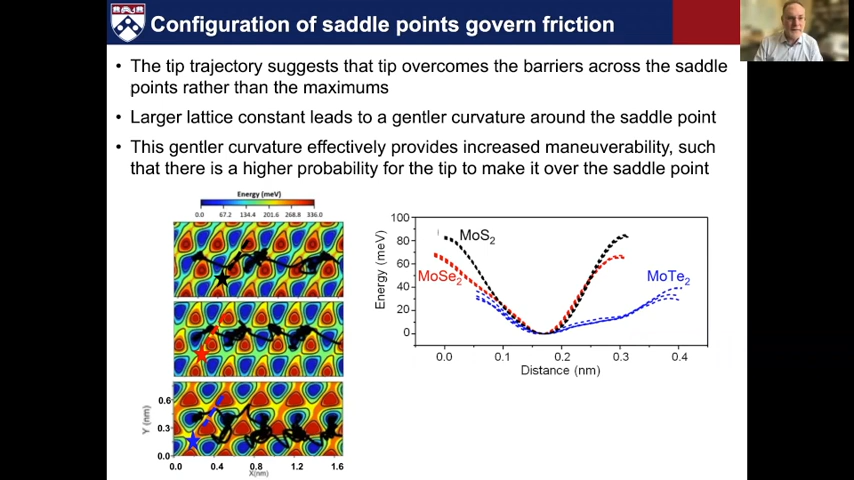 Configuration of saddle points govern friction
• The tip trajectory suggests that tip overcomes the barriers across the saddle
points rather than the maximums
• Larger lattice constant leads to a gentler curvature around the saddle point
• This gentler curvature effectively provides increased maneuverability, such
that there is a higher probability for the tip to make it over the saddle point
Energy (meV)
0.0 67.2 134.4 201.6 268.8 336.0
Y (nm)
0.6
0.3
0.0
0.0 0.4 0.8 1.2 1.6
X(nm)
Energy (meV)
100
80
60
40
20
0
MoS₂
MoSe₂
MoTe₂
0.0 0.1 0.2 0.3 0.4
Distance (nm)